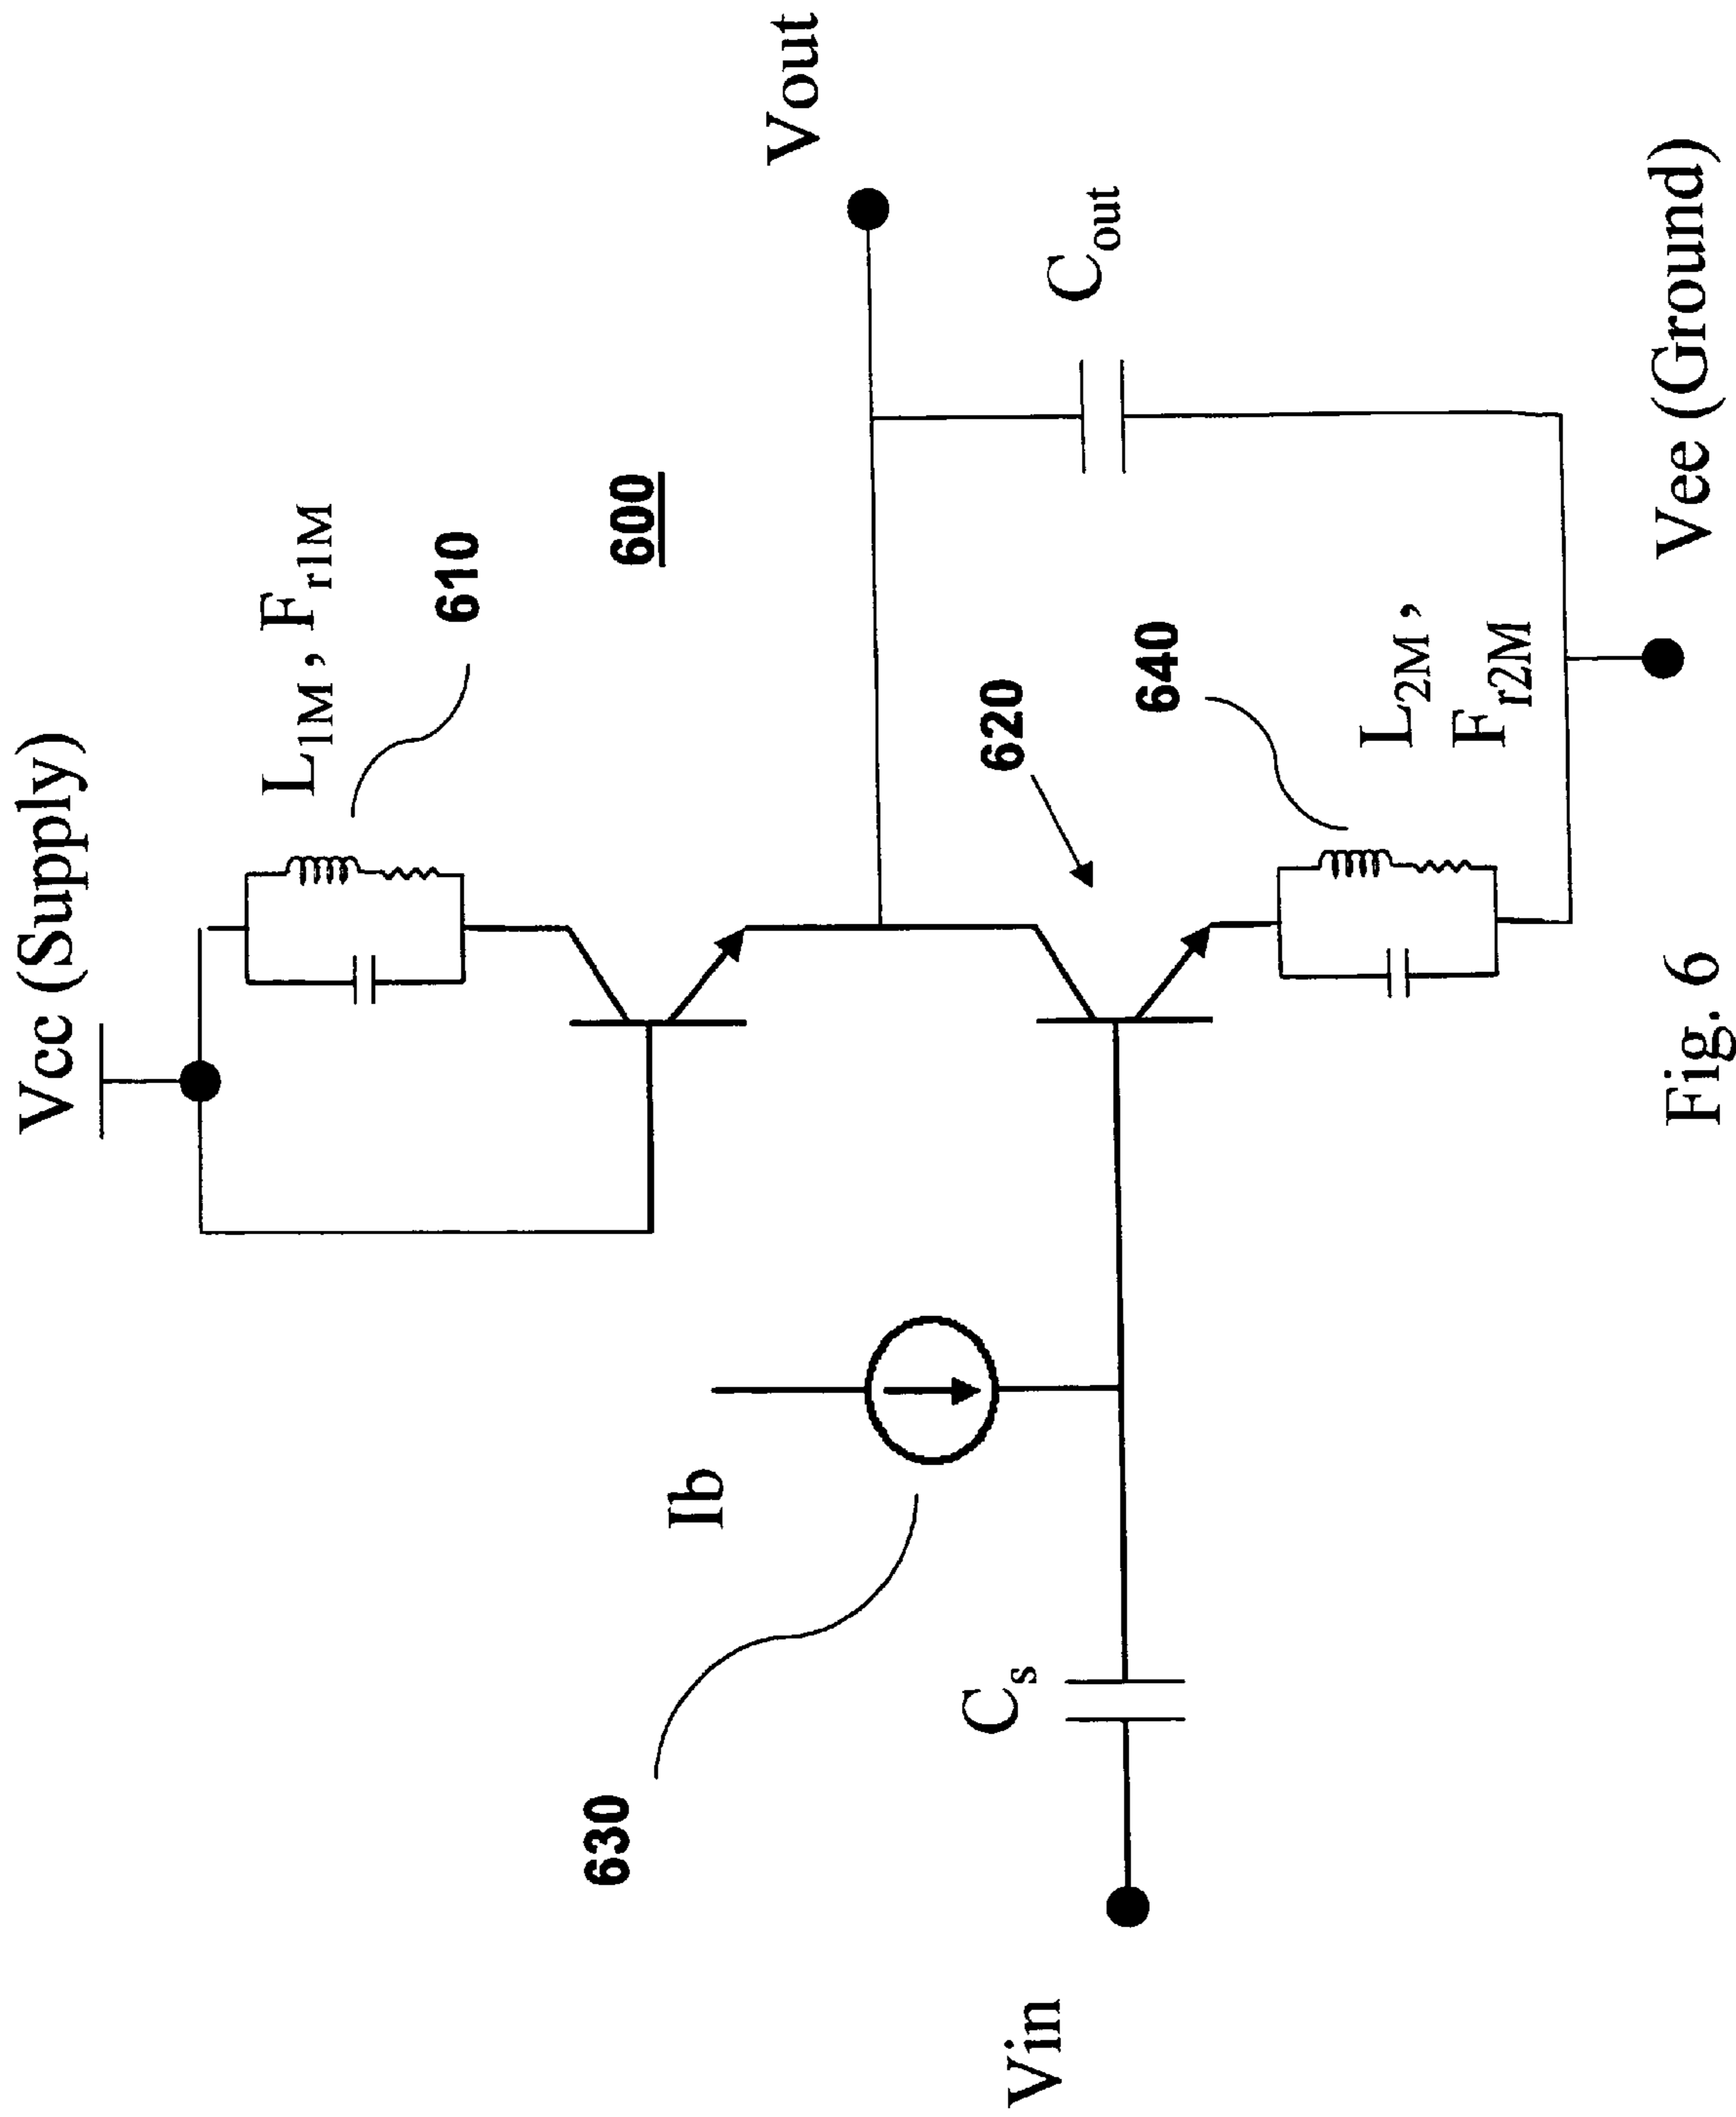 Vcc (Supply)
L1M, Fr1M
610
600
Vout
Cout
620
640
L2M,
Fr2M
Ib
630
Cs
Vin
Vee (Ground)
Fig. 6